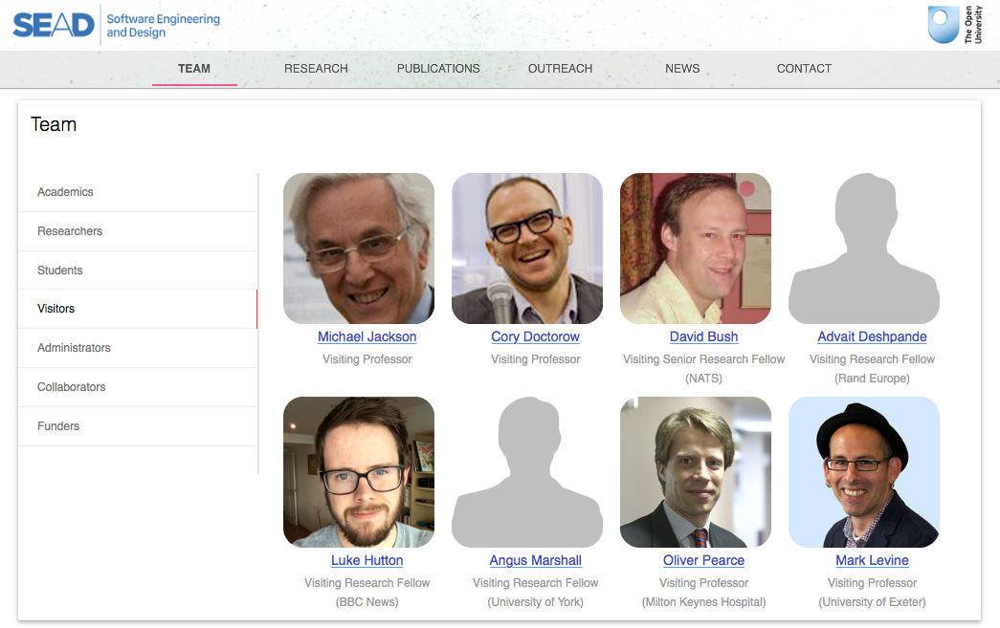 SEAD
Software Engineering
and Design
The Open
University
TEAM
RESEARCH
PUBLICATIONS
OUTREACH
NEWS
CONTACT
Team
Academics
Researchers
Students
Visitors
Administrators
Collaborators
Funders
Michael Jackson
Visiting Professor
Cory Doctorow
Visiting Professor
David Bush
Visiting Senior Research Fellow
(NATS)
Advait Deshpande
Visiting Research Fellow
(Rand Europe)
Luke Hutton
Visiting Research Fellow
(BBC News)
Angus Marshall
Visiting Research Fellow
(University of York)
Oliver Pearce
Visiting Professor
(Milton Keynes Hospital)
Mark Levine
Visiting Professor
(University of Exeter)